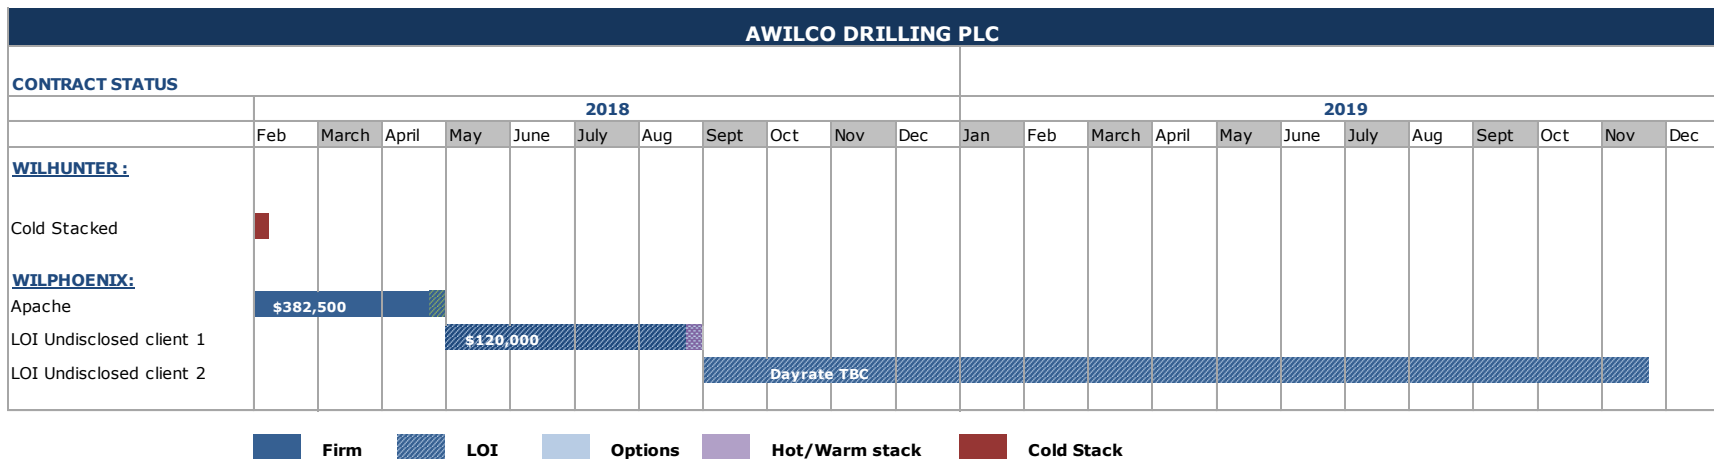 AWILCO DRILLING PLC
CONTRACT STATUS
2018 2019
Feb March April May June July Aug Sept Oct Nov Dec Jan Feb March April May June July Aug Sept Oct Nov Dec
WILHUNTER :
Cold Stacked
WILPHOENIX:
Apache $382,500
LOI Undisclosed client 1 $120,000
LOI Undisclosed client 2 Dayrate TBC
Firm LOI Options Hot/Warm stack Cold Stack